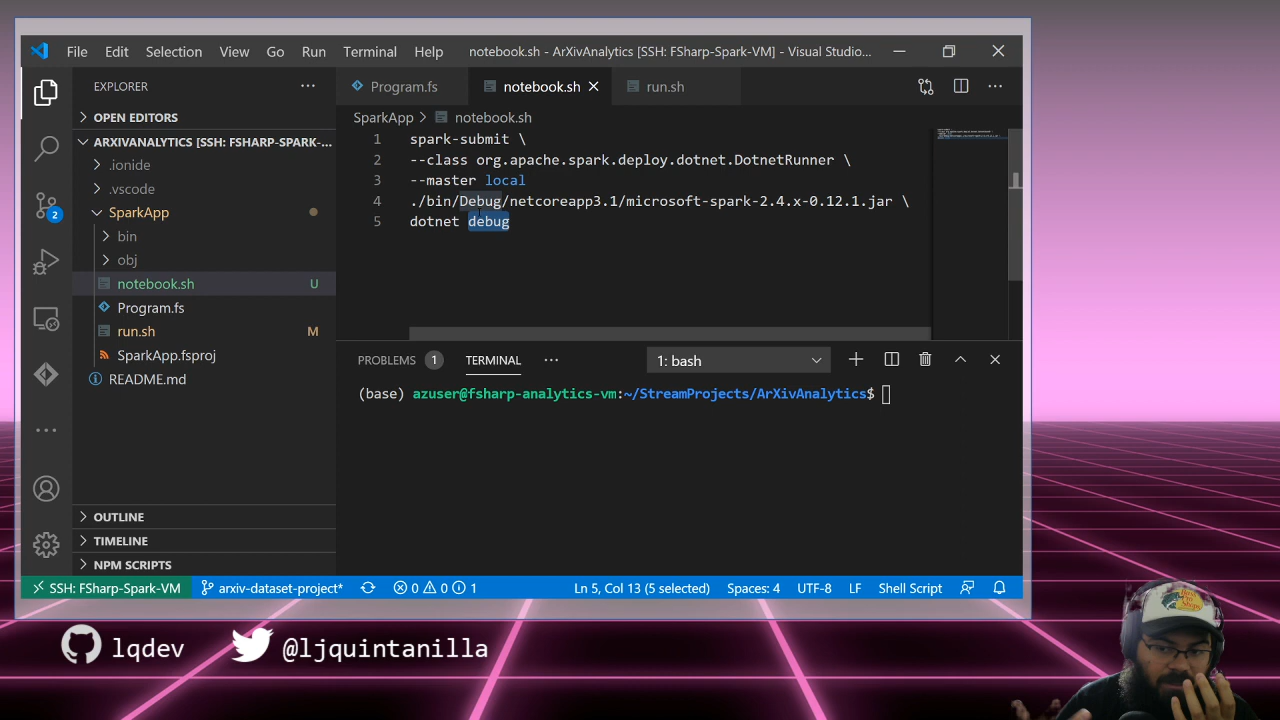 File Edit Selection View Go Run Terminal Help notebook.sh - ArXivAnalytics [SSH: FSharp-Spark-VM] - Visual Studio...
EXPLORER
OPEN EDITORS
ARXIVANALYTICS [SSH: FSHARP-SPARK-...
.ionide
.vscode
SparkApp
bin
obj
notebook.sh U
Program.fs
run.sh M
SparkApp.fsproj
README.md
OUTLINE
TIMELINE
NPM SCRIPTS
2
Program.fs notebook.sh run.sh
SparkApp > notebook.sh
1 spark-submit \
2 --class org.apache.spark.deploy.dotnet.DotnetRunner \
3 --master local
4 ./bin/Debug/netcoreapp3.1/microsoft-spark-2.4.x-0.12.1.jar \
5 dotnet debug
PROBLEMS 1 TERMINAL ... 1: bash
(base) azuser@fsharp-analytics-vm:~/StreamProjects/ArXivAnalytics$
SSH: FSharp-Spark-VM arxiv-dataset-project* 0 0 1 Ln 5, Col 13 (5 selected) Spaces: 4 UTF-8 LF Shell Script
lqdev @ljquintanilla